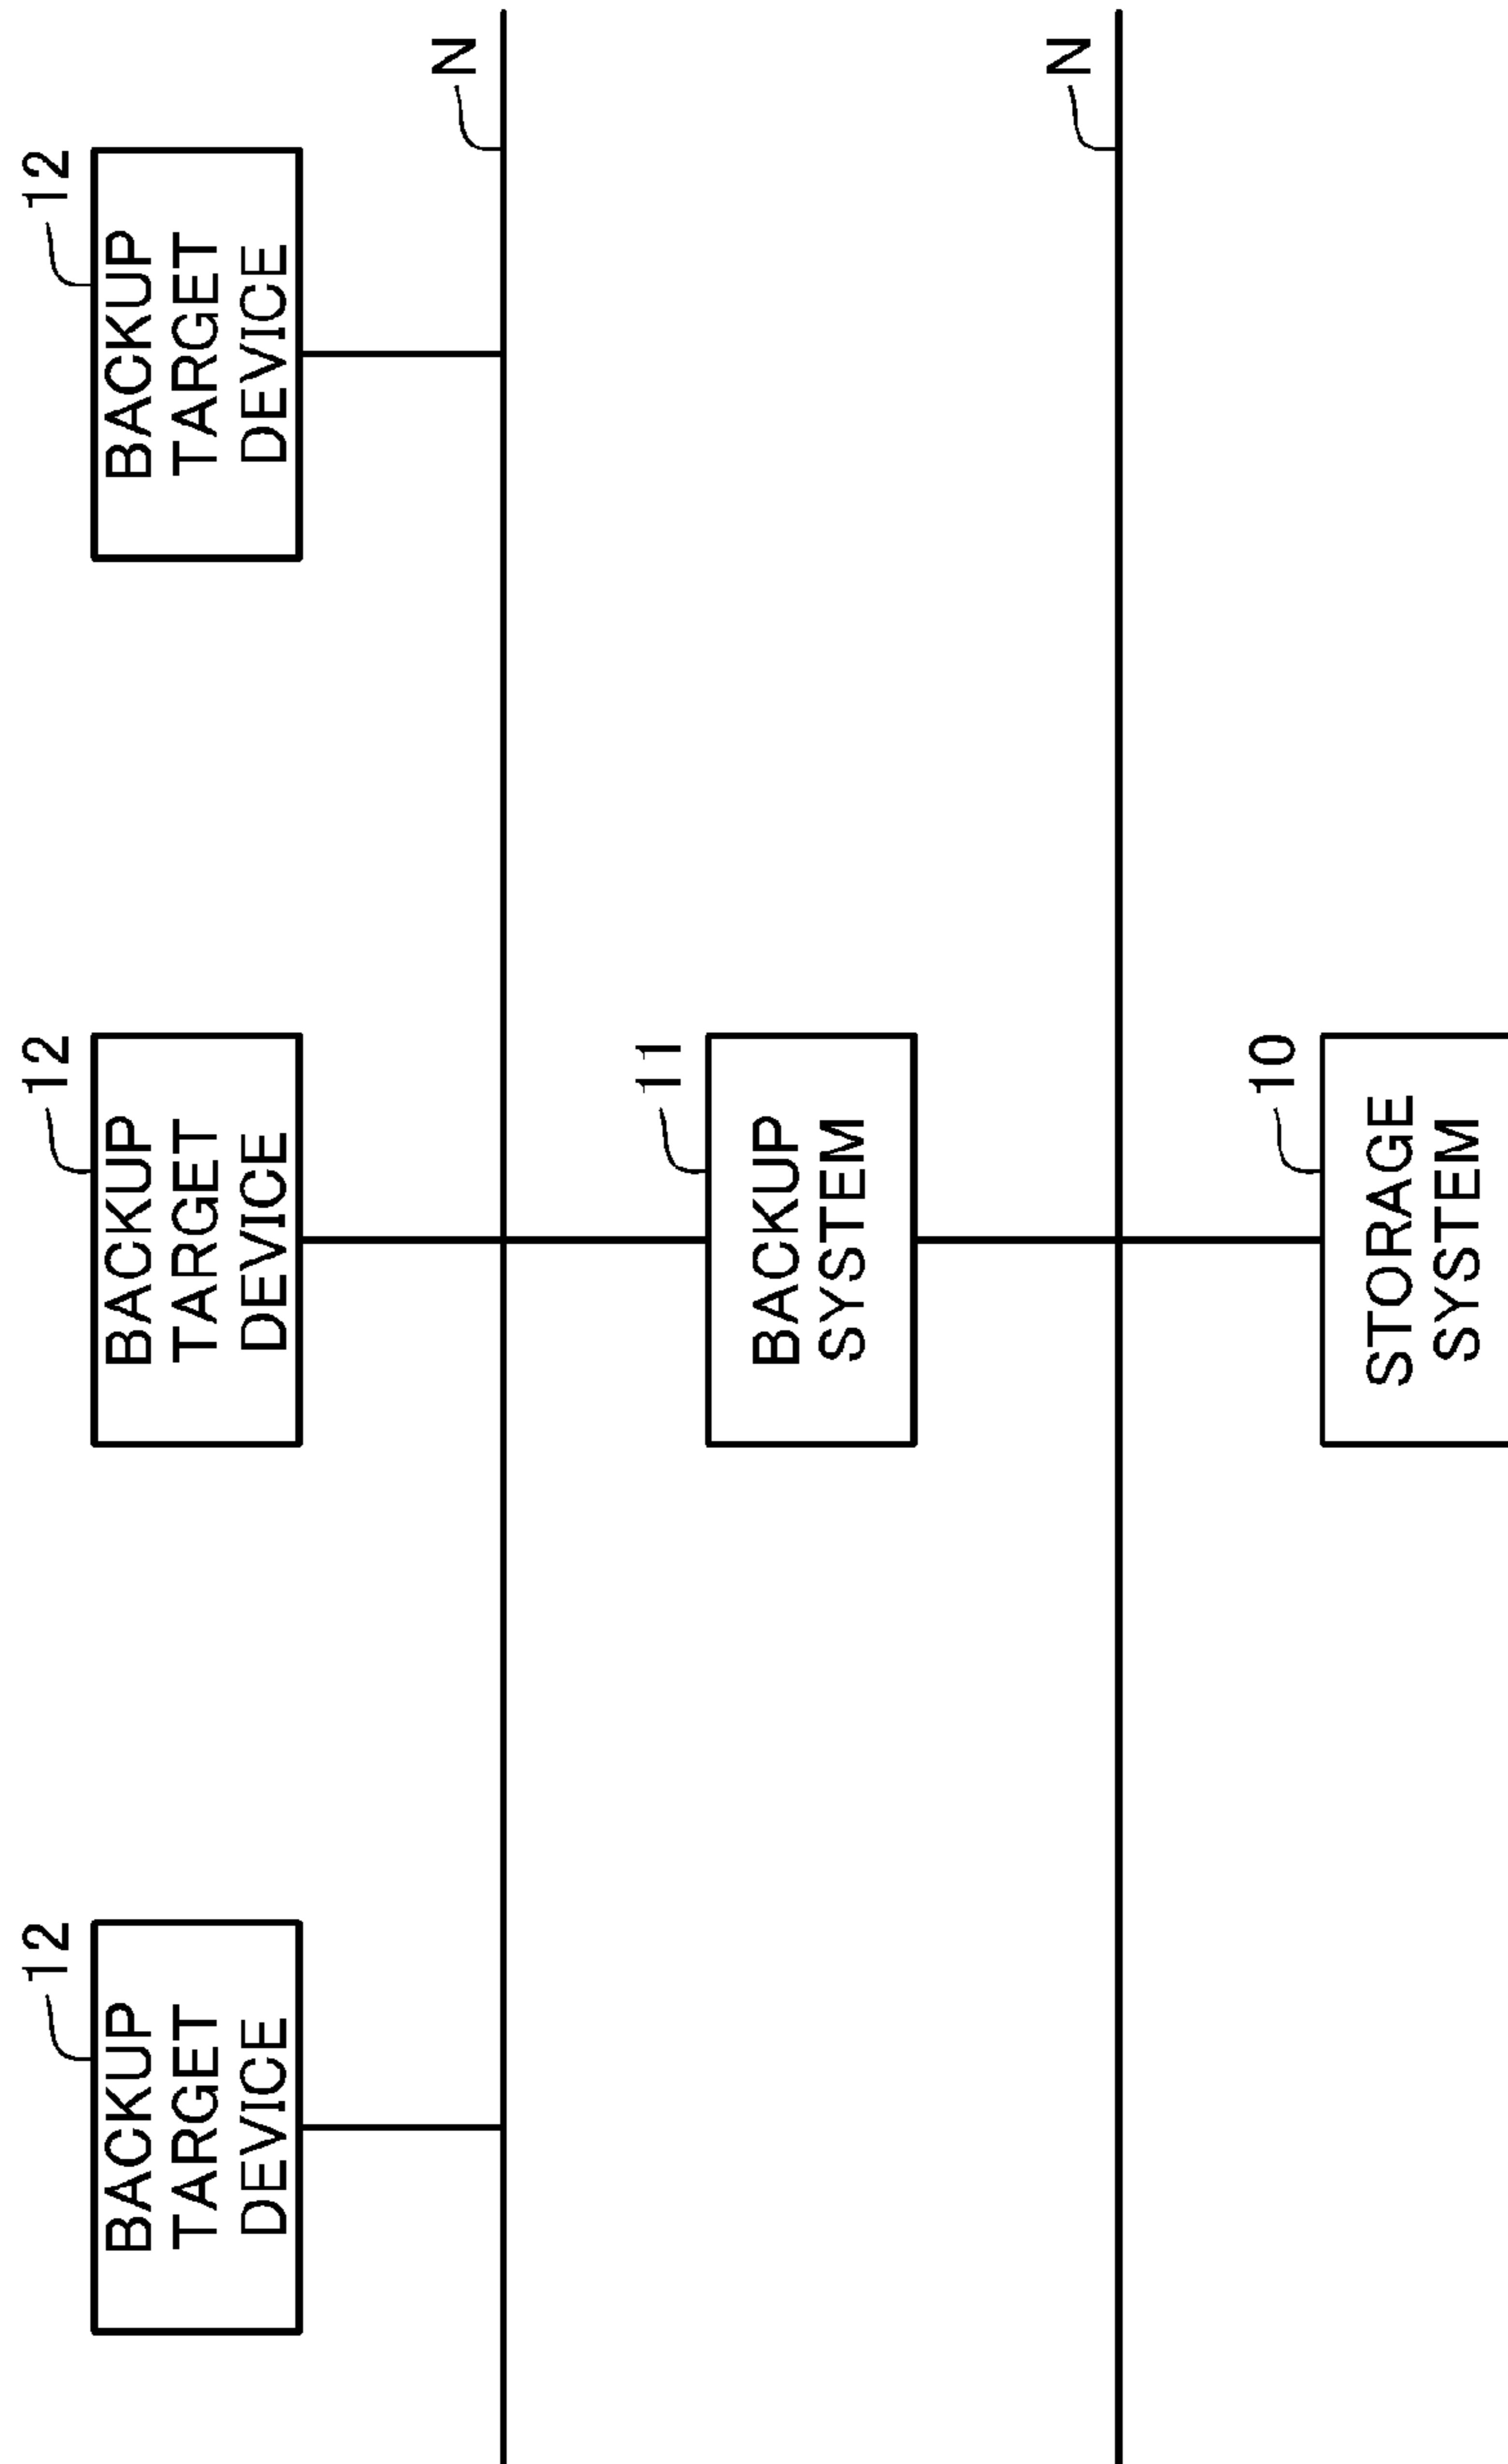 12
BACKUP
TARGET
DEVICE
12
BACKUP
TARGET
DEVICE
12
BACKUP
TARGET
DEVICE
N
11
BACKUP
SYSTEM
N
10
STORAGE
SYSTEM